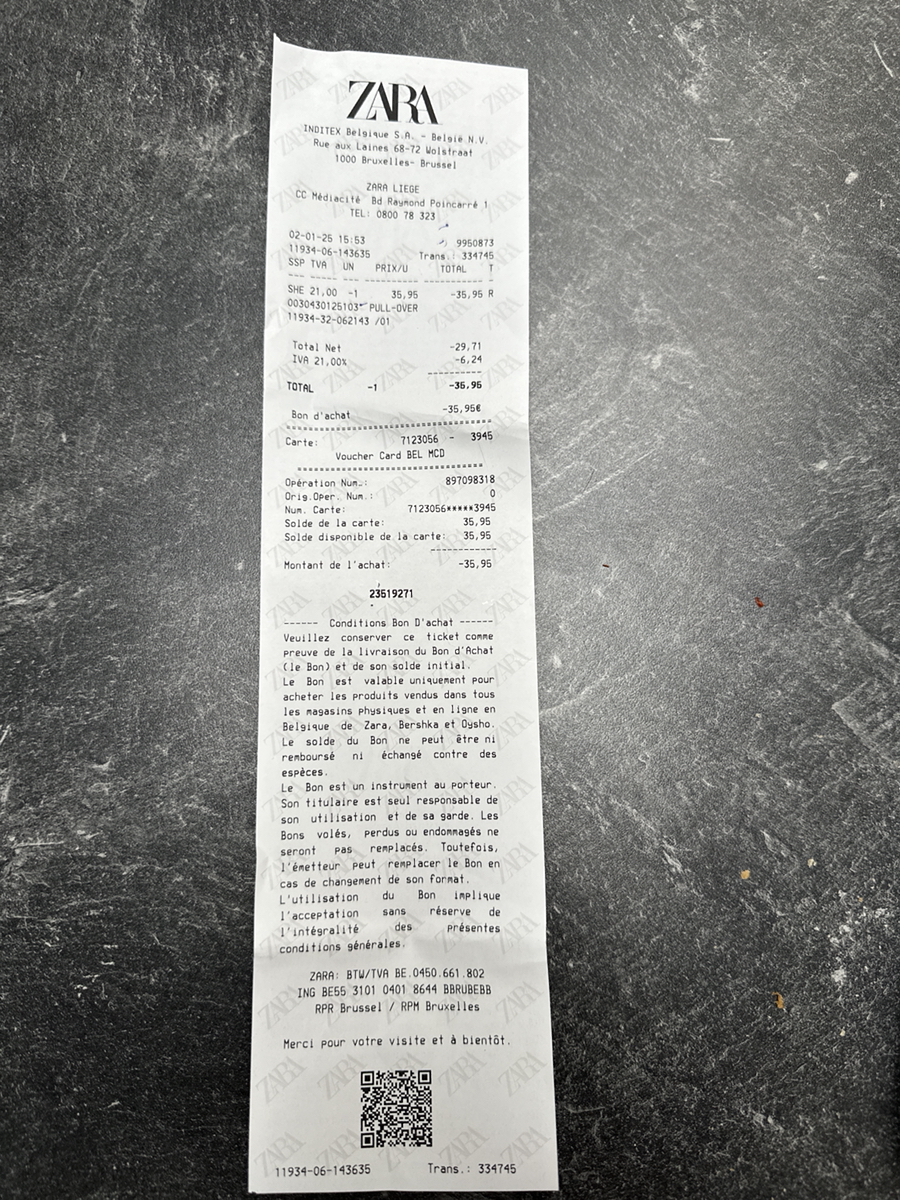 ZARA
INDITEX Belgique S.A. - België N.V.
Rue aux Laines 68-72 Wolstraat
1000 Bruxelles- Brussel
ZARA LIEGE
CC Médiacité Bd Raymond Poincarré 1
TEL: 0800 78 323
02-01-25 15:53 9950873
11934-06-143635 Trans.: 334745
SSP TVA UN PRIX/U TOTAL T
SHE 21,00 -1 35,95 -35,95 R
0030430125103 PULL-OVER
11934-32-062143 /01
Total Net -29,71
IVA 21,00% -6,24
TOTAL -1 -35,95
Bon d'achat -35,95€
Carte: 7123056 - 3945
Voucher Card BEL MCD
Opération Num.: 897098318
Orig.Oper. Num.: 0
Num. Carte: 7123056*****3945
Solde de la carte: 35,95
Solde disponible de la carte: 35,95
Montant de l'achat: -35,95
23519271
------ Conditions Bon D'achat ------
Veuillez conserver ce ticket comme
preuve de la livraison du Bon d'Achat
(le Bon) et de son solde initial.
Le Bon est valable uniquement pour
acheter les produits vendus dans tous
les magasins physiques et en ligne en
Belgique de Zara, Bershka et Oysho.
Le solde du Bon ne peut être ni
remboursé ni échangé contre des
espèces.
Le Bon est un instrument au porteur.
Son titulaire est seul responsable de
son utilisation et de sa garde. Les
Bons volés, perdus ou endommagés ne
seront pas remplacés. Toutefois,
l'émetteur peut remplacer le Bon en
cas de changement de son format.
L'utilisation du Bon implique
l'acceptation sans réserve de
l'intégralité des présentes
conditions générales.
ZARA: BTW/TVA BE.0450.661.802
ING BE55 3101 0401 8644 BBRUBEBB
RPR Brussel / RPM Bruxelles
Merci pour votre visite et à bientôt.
11934-06-143635 Trans.: 334745